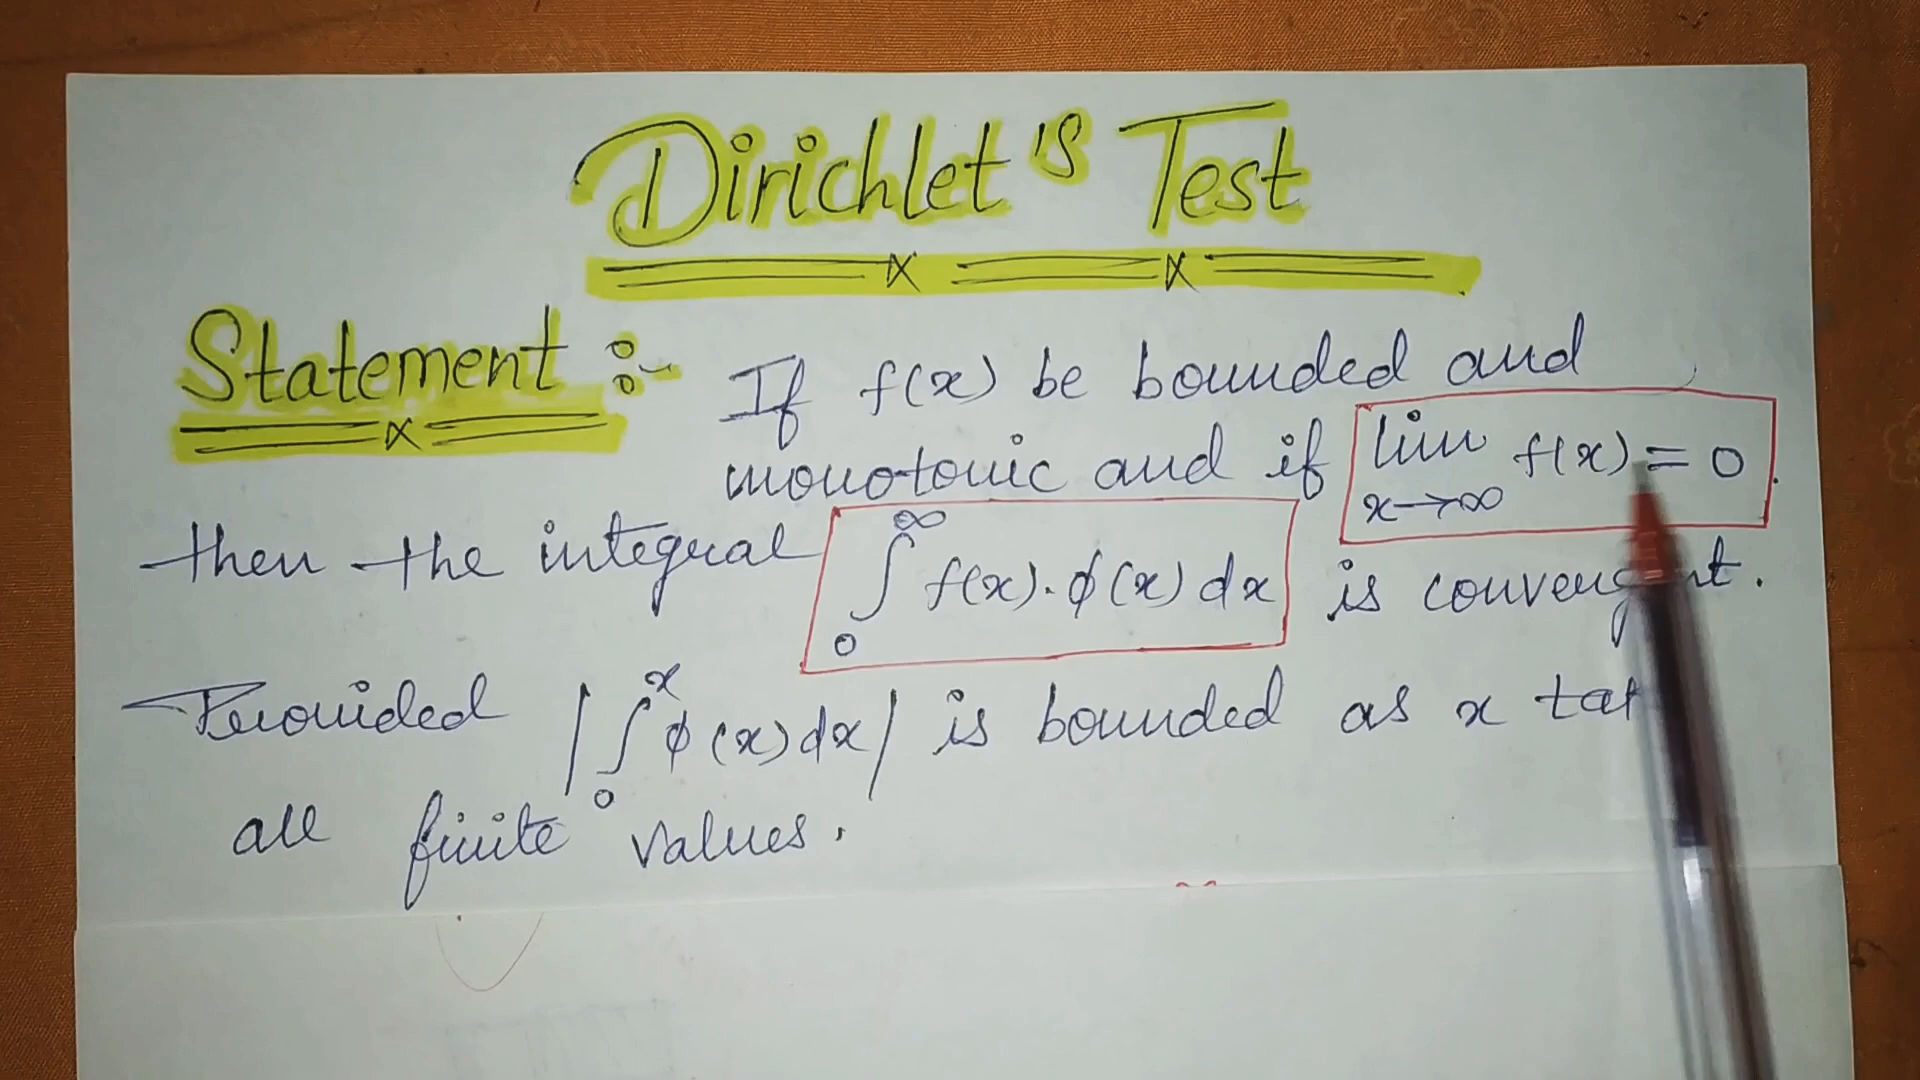 Dirichlet's Test
Statement :- If f(x) be bounded and
monotonic and if lim x→∞ f(x) = 0.
then the integral ∫₀^∞ f(x). ϕ(x) dx is convergent.
Provided |∫₀^x ϕ(x) dx| is bounded as x
all finite values.